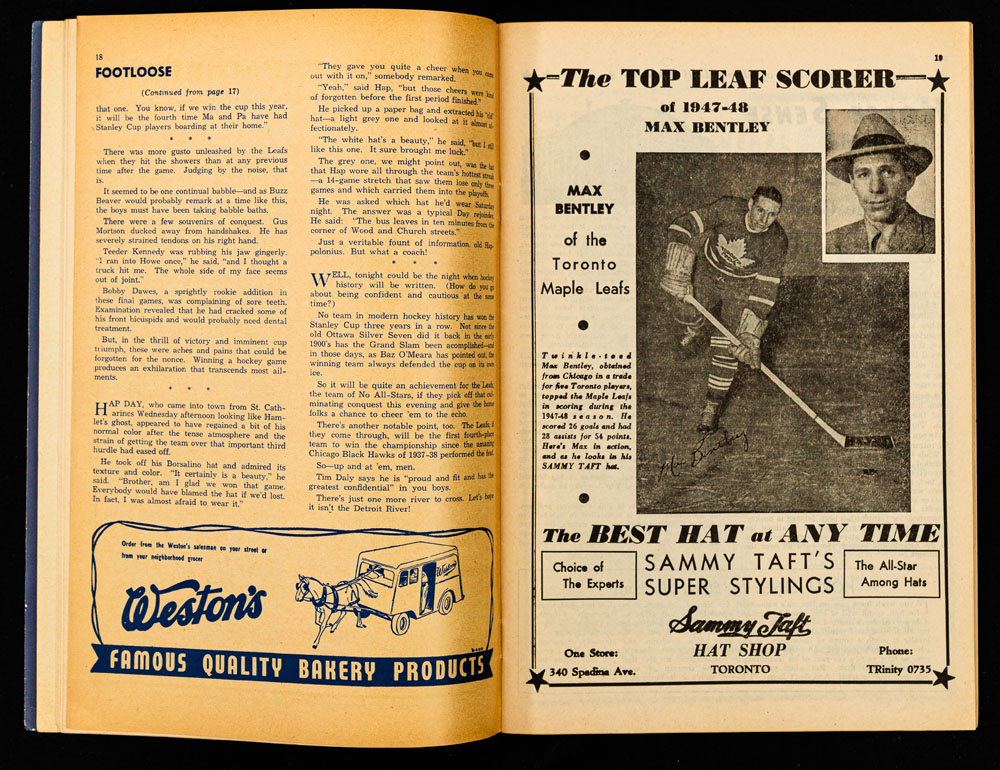 18
FOOTLOOSE
(Continued from page 17)
that one. You know, if we win the cup this year,
it will be the fourth time Ma and Pa have had
Stanley Cup players boarding at their home."
* * *
There was more gusto unleashed by the Leafs
when they hit the showers than at any previous
time after the game. Judging by the noise, that
is.
It seemed to be one continual babble—and as Buzz
Beaver would probably remark at a time like this,
the boys must have been taking babble baths.
There were a few souvenirs of conquest. Gus
Mortson ducked away from handshakes. He has
severely strained tendons on his right hand.
Teeder Kennedy was rubbing his jaw gingerly.
"I ran into Howe once," he said, "and I thought a
truck hit me. The whole side of my face seems
out of joint."
Bobby Dawes, a sprightly rookie addition in
these final games, was complaining of sore teeth.
Examination revealed that he had cracked some of
his front bicuspids and would probably need dental
treatment.
But, in the thrill of victory and imminent cup
triumph, these were aches and pains that could be
forgotten for the nonce. Winning a hockey game
produces an exhilaration that transcends most ail-
ments.
* * *
HAP DAY, who came into town from St. Cath-
arines Wednesday afternoon looking like Ham-
let's ghost, appeared to have regained a bit of his
normal color after the tense atmosphere and the
strain of getting the team over that important third
hurdle had eased off.
He took off his Borsalino hat and admired its
texture and color. "It certainly is a beauty," he
said. "Brother, am I glad we won that game.
Everybody would have blamed the hat if we'd lost.
In fact, I was almost afraid to wear it."
"They gave you quite a cheer when you came
out with it on," somebody remarked.
"Yeah," said Hap, "but those cheers were kind
of forgotten before the first period finished."
He picked up a paper bag and extracted his "old"
hat—a light grey one and looked at it almost af-
fectionately.
"The white hat's a beauty," he said, "but I still
like this one. It sure brought me luck."
The grey one, we might point out, was the hat
that Hap wore all through the team's hottest streak
—a 14-game stretch that saw them lose only three
games and which carried them into the playoffs.
He was asked which hat he'd wear Saturday
night. The answer was a typical Day rejoinder.
He said: "The bus leaves in ten minutes from the
corner of Wood and Church streets."
Just a veritable fount of information, old Hap-
polonius. But what a coach!
* * *
WELL, tonight could be the night when hockey
history will be written. (How do you go
about being confident and cautious at the same
time?)
No team in modern hockey history has won the
Stanley Cup three years in a row. Not since the
old Ottawa Silver Seven did it back in the early
1900's has the Grand Slam been accomplished—and
in those days, as Baz O'Meara has pointed out, the
winning team always defended the cup on its own
ice.
So it will be quite an achievement for the Leafs,
the team of No All-Stars, if they pick off that cul-
minating conquest this evening and give the home
folks a chance to cheer 'em to the echo.
There's another notable point, too. The Leafs, if
they come through, will be the first fourth-place
team to win the championship since the amazing
Chicago Black Hawks of 1937-38 performed the feat.
So—up and at 'em, men.
Tim Daly says he is "proud and fit and has the
greatest confidential" in you boys.
There's just one more river to cross. Let's hope
it isn't the Detroit River!
Order from the Weston's salesman on your street or
from your neighborhood grocer
Weston's
Weston's
FAMOUS QUALITY BAKERY PRODUCTS
19
The TOP LEAF SCORER
of 1947-48
MAX BENTLEY
MAX
BENTLEY
of the
Toronto
Maple Leafs
Twinkle-toed
Max Bentley, obtained
from Chicago in a trade
for five Toronto players,
topped the Maple Leafs
in scoring during the
1947-48 season. He
scored 26 goals and had
28 assists for 54 points.
Here's Max in action,
and as he looks in his
SAMMY TAFT hat.
Max Bentley
The BEST HAT at ANY TIME
Choice of
The Experts
SAMMY TAFT'S
SUPER STYLINGS
The All-Star
Among Hats
Sammy Taft
HAT SHOP
TORONTO
One Store:
340 Spadina Ave.
Phone:
TRinity 0735